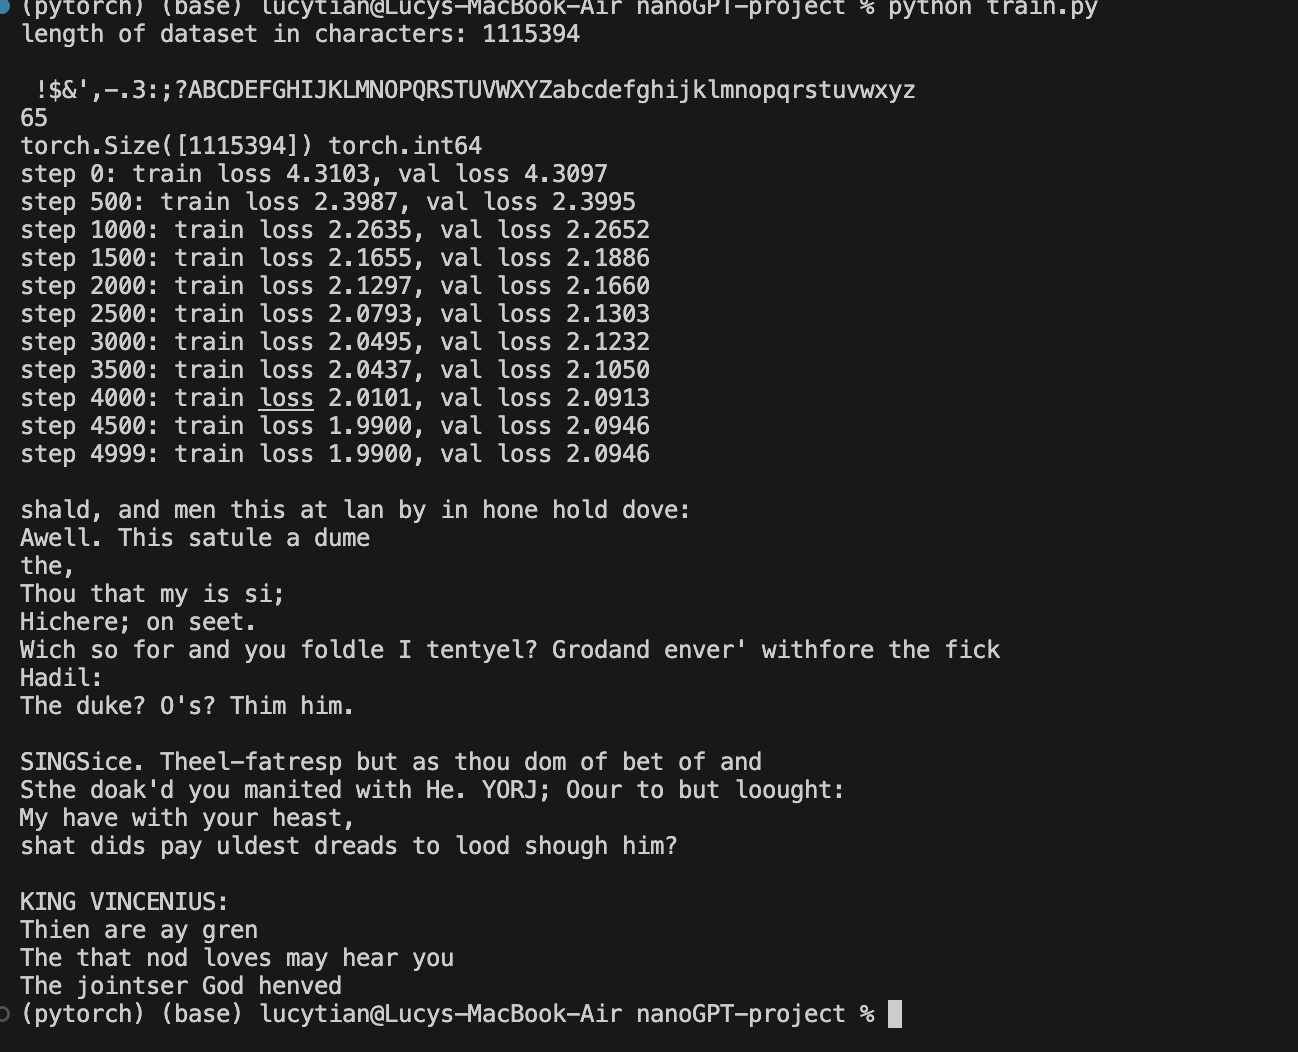 (pytorch) (base) lucytian@Lucys-MacBook-Air nanoGPT-project % python train.py
length of dataset in characters: 1115394
 !$&',-.3:;?ABCDEFGHIJKLMNOPQRSTUVWXYZabcdefghijklmnopqrstuvwxyz
65
torch.Size([1115394]) torch.int64
step 0: train loss 4.3103, val loss 4.3097
step 500: train loss 2.3987, val loss 2.3995
step 1000: train loss 2.2635, val loss 2.2652
step 1500: train loss 2.1655, val loss 2.1886
step 2000: train loss 2.1297, val loss 2.1660
step 2500: train loss 2.0793, val loss 2.1303
step 3000: train loss 2.0495, val loss 2.1232
step 3500: train loss 2.0437, val loss 2.1050
step 4000: train loss 2.0101, val loss 2.0913
step 4500: train loss 1.9900, val loss 2.0946
step 4999: train loss 1.9900, val loss 2.0946
shald, and men this at lan by in hone hold dove:
Awell. This satule a dume
the,
Thou that my is si;
Hichere; on seet.
Wich so for and you foldle I tentyel? Grodand enver' withfore the fick
Hadil:
The duke? O's? Thim him.
SINGSice. Theel-fatresp but as thou dom of bet of and
Sthe doak'd you manited with He. YORJ; Oour to but loought:
My have with your heast,
shat dids pay uldest dreads to lood shough him?
KING VINCENIUS:
Thien are ay gren
The that nod loves may hear you
The jointser God henved
(pytorch) (base) lucytian@Lucys-MacBook-Air nanoGPT-project %